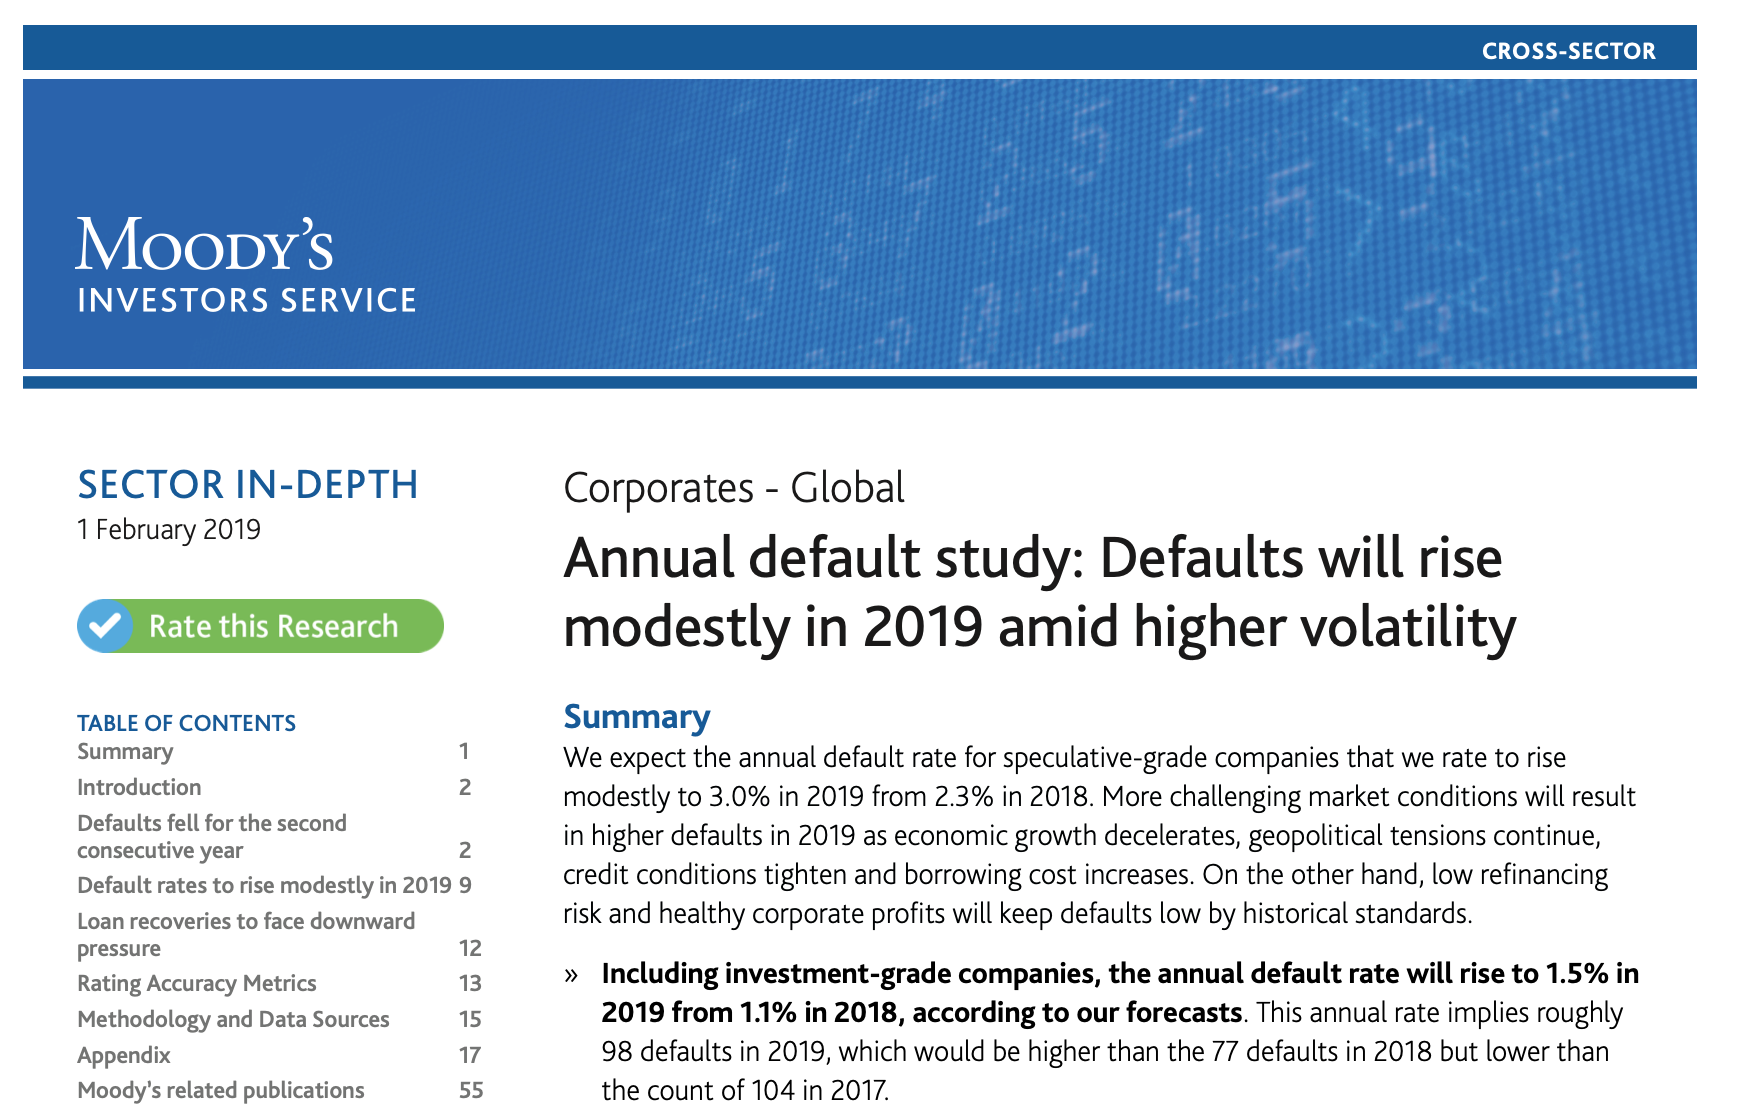 CROSS-SECTOR
MOODY'S
INVESTORS SERVICE
SECTOR IN-DEPTH
1 February 2019
Rate this Research
TABLE OF CONTENTS
Summary 1
Introduction 2
Defaults fell for the second
consecutive year 2
Default rates to rise modestly in 2019 9
Loan recoveries to face downward
pressure 12
Rating Accuracy Metrics 13
Methodology and Data Sources 15
Appendix 17
Moody's related publications 55
Corporates - Global
Annual default study: Defaults will rise
modestly in 2019 amid higher volatility
Summary
We expect the annual default rate for speculative-grade companies that we rate to rise
modestly to 3.0% in 2019 from 2.3% in 2018. More challenging market conditions will result
in higher defaults in 2019 as economic growth decelerates, geopolitical tensions continue,
credit conditions tighten and borrowing cost increases. On the other hand, low refinancing
risk and healthy corporate profits will keep defaults low by historical standards.
» Including investment-grade companies, the annual default rate will rise to 1.5% in
2019 from 1.1% in 2018, according to our forecasts. This annual rate implies roughly
98 defaults in 2019, which would be higher than the 77 defaults in 2018 but lower than
the count of 104 in 2017.